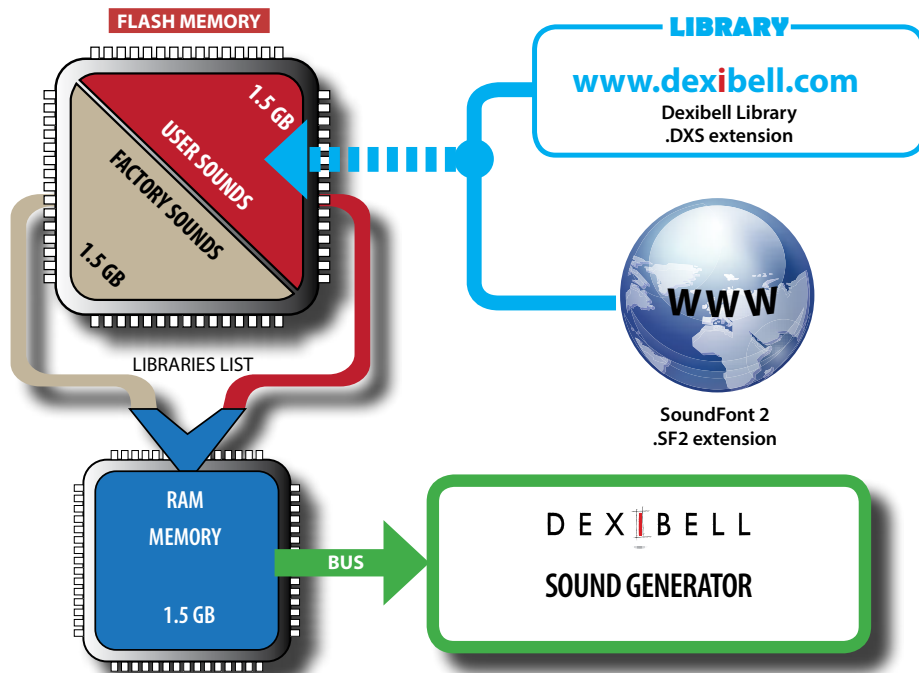 FLASH MEMORY
LIBRARY
www.dexibell.com
Dexibell Library
.DXS extension
1.5 GB
USER SOUNDS
FACTORY SOUNDS
1.5 GB
WWW
SoundFont 2
.SF2 extension
LIBRARIES LIST
RAM
MEMORY
1.5 GB
BUS
DEXIBELL
SOUND GENERATOR